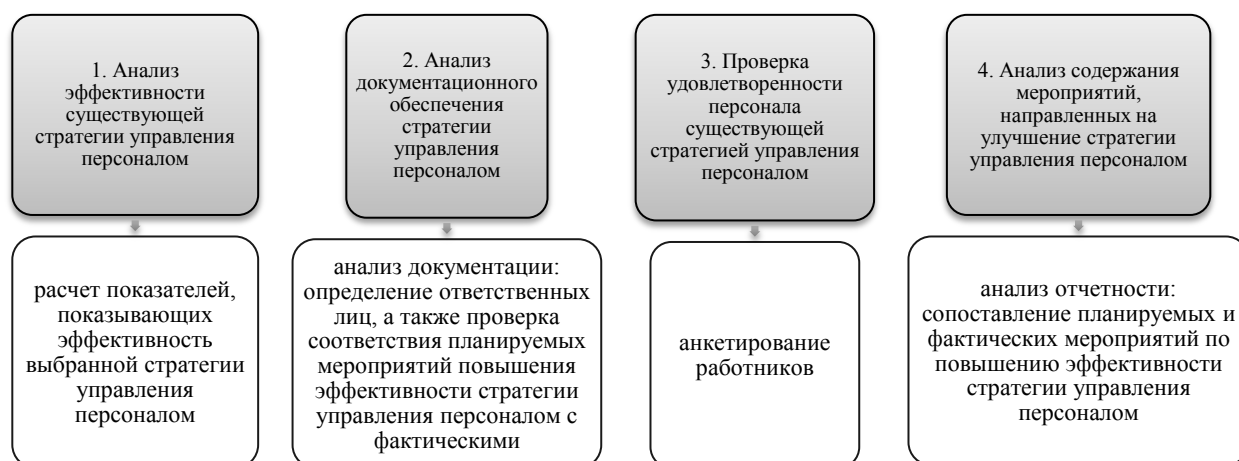 1. Анализ
эффективности
существующей
стратегии управления
персоналом
2. Анализ
документационного
обеспечения
стратегии
управления
персоналом
3. Проверка
удовлетворенности
персонала
существующей
стратегией управления
персоналом
4. Анализ содержания
мероприятий,
направленных на
улучшение стратегии
управления персоналом
расчет показателей,
показывающих
эффективность
выбранной стратегии
управления
персоналом
анализ документации:
определение ответственных
лиц, а также проверка
соответствия планируемых
мероприятий повышения
эффективности стратегии
управления персоналом с
фактическими
анкетирование
работников
анализ отчетности:
сопоставление планируемых и
фактических мероприятий по
повышению эффективности
стратегии управления
персоналом